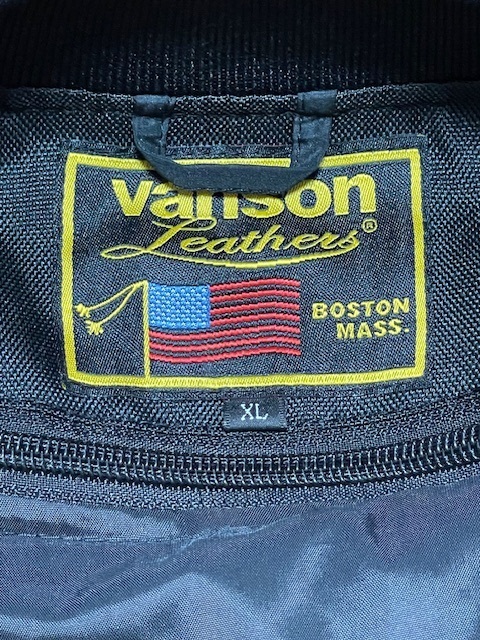 vanson
Leathers®
BOSTON
MASS.
XL